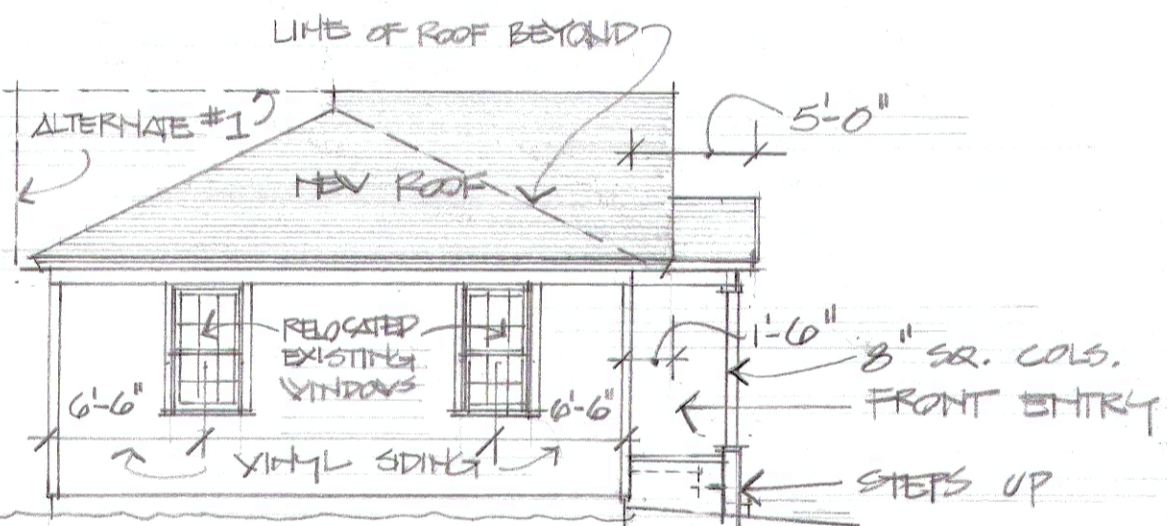 LINE OF ROOF BEYOND
ALTERNATE #1
5'-0"
NEW ROOF
RELOCATED
EXISTING
WINDOWS
1'-6"
8" SQ. COLS.
6'-6"
6'-6"
FRONT ENTRY
VINYL SIDING
STEPS UP